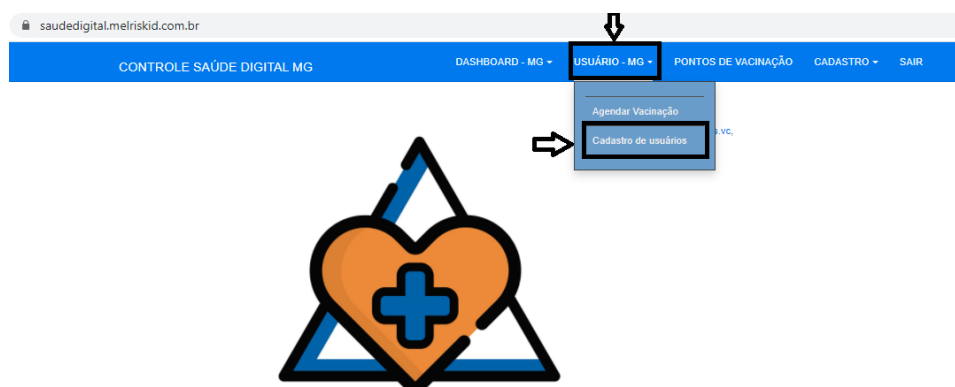 saudedigital.melriskid.com.br
CONTROLE SAÚDE DIGITAL MG
DASHBOARD - MG
USUÁRIO - MG
PONTOS DE VACINAÇÃO
CADASTRO
SAIR
Agendar Vacinação
s.vc,
Cadastro de usuários